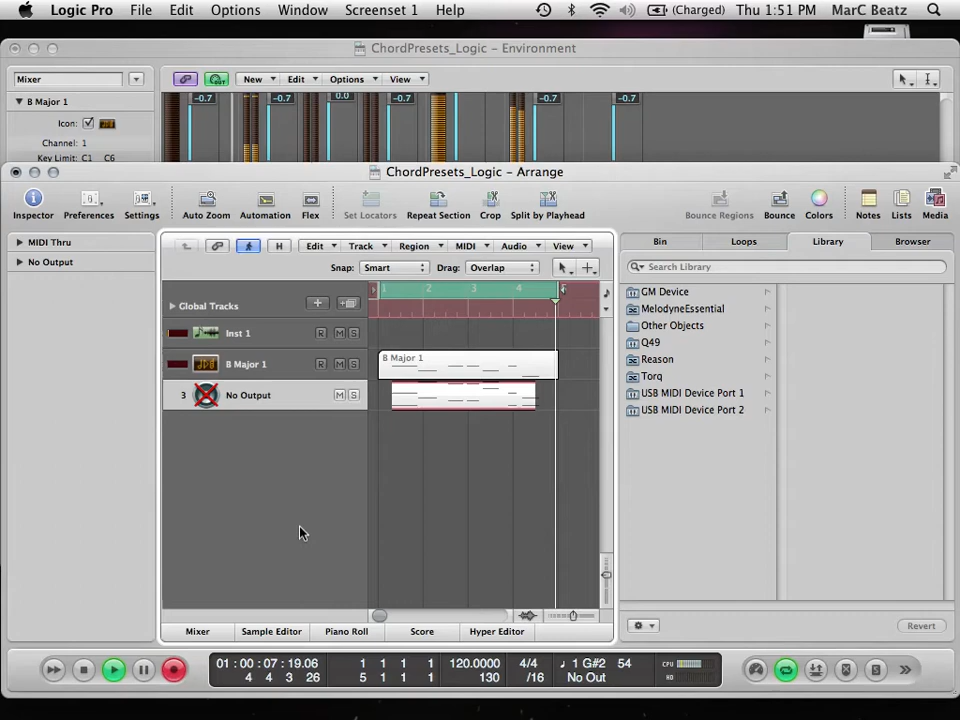 Logic Pro File Edit Options Window Screenset 1 Help (Charged) Thu 1:51 PM MarC Beatz
ChordPresets_Logic – Environment
Mixer New Edit Options View
B Major 1 -0.7 -0.7 0.0 -0.7 -0.7 -0.7
Icon:
Channel: 1
Key Limit: C1 C6
ChordPresets_Logic – Arrange
Inspector Preferences Settings Auto Zoom Automation Flex Set Locators Repeat Section Crop Split by Playhead Bounce Regions Bounce Colors Notes Lists Media
MIDI Thru
No Output
Edit Track Region MIDI Audio View
H
Snap: Smart Drag: Overlap
1 2 3 4
Global Tracks
Inst 1 R M S
B Major 1 R M S
B Major 1
3 No Output M S
Bin Loops Library Browser
Search Library
GM Device
MelodyneEssential
Other Objects
Q49
Reason
Torq
USB MIDI Device Port 1
USB MIDI Device Port 2
Revert
Mixer Sample Editor Piano Roll Score Hyper Editor
01 : 00 : 07 : 19.06 1 1 1 1 120.0000 4/4 1 G#2 54 CPU
4 4 3 26 5 1 1 1 130 /16 No Out HD